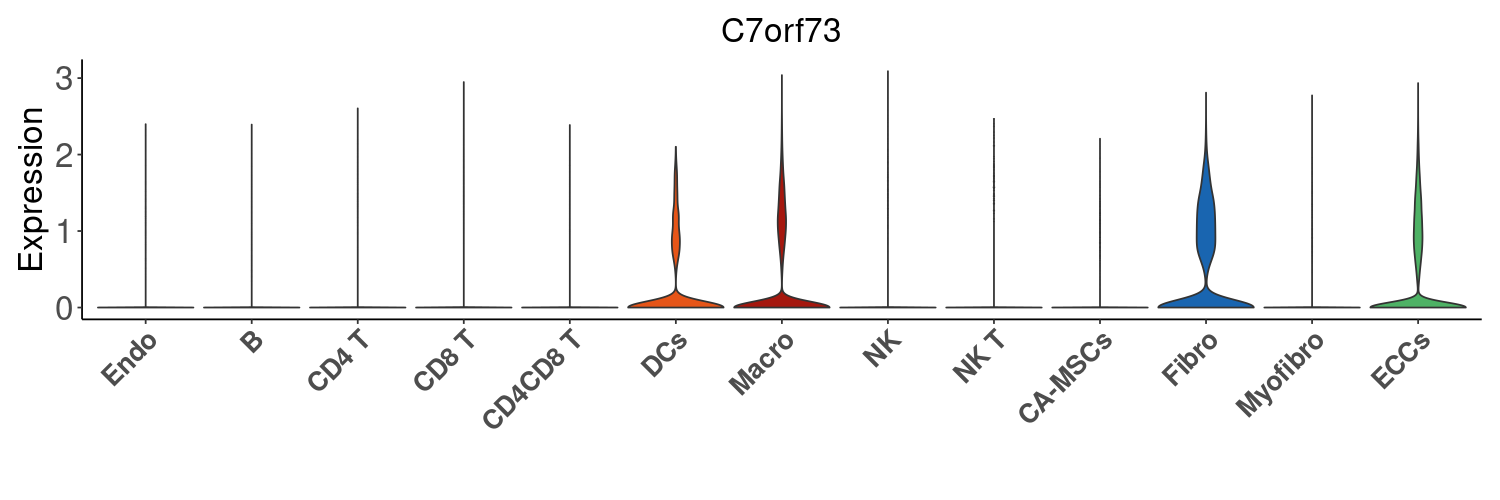 C7orf73
Expression
3
2
1
0
Endo
B
CD4 T
CD8 T
CD4CD8 T
DCs
Macro
NK
NK T
CA-MSCs
Fibro
Myofibro
ECCs